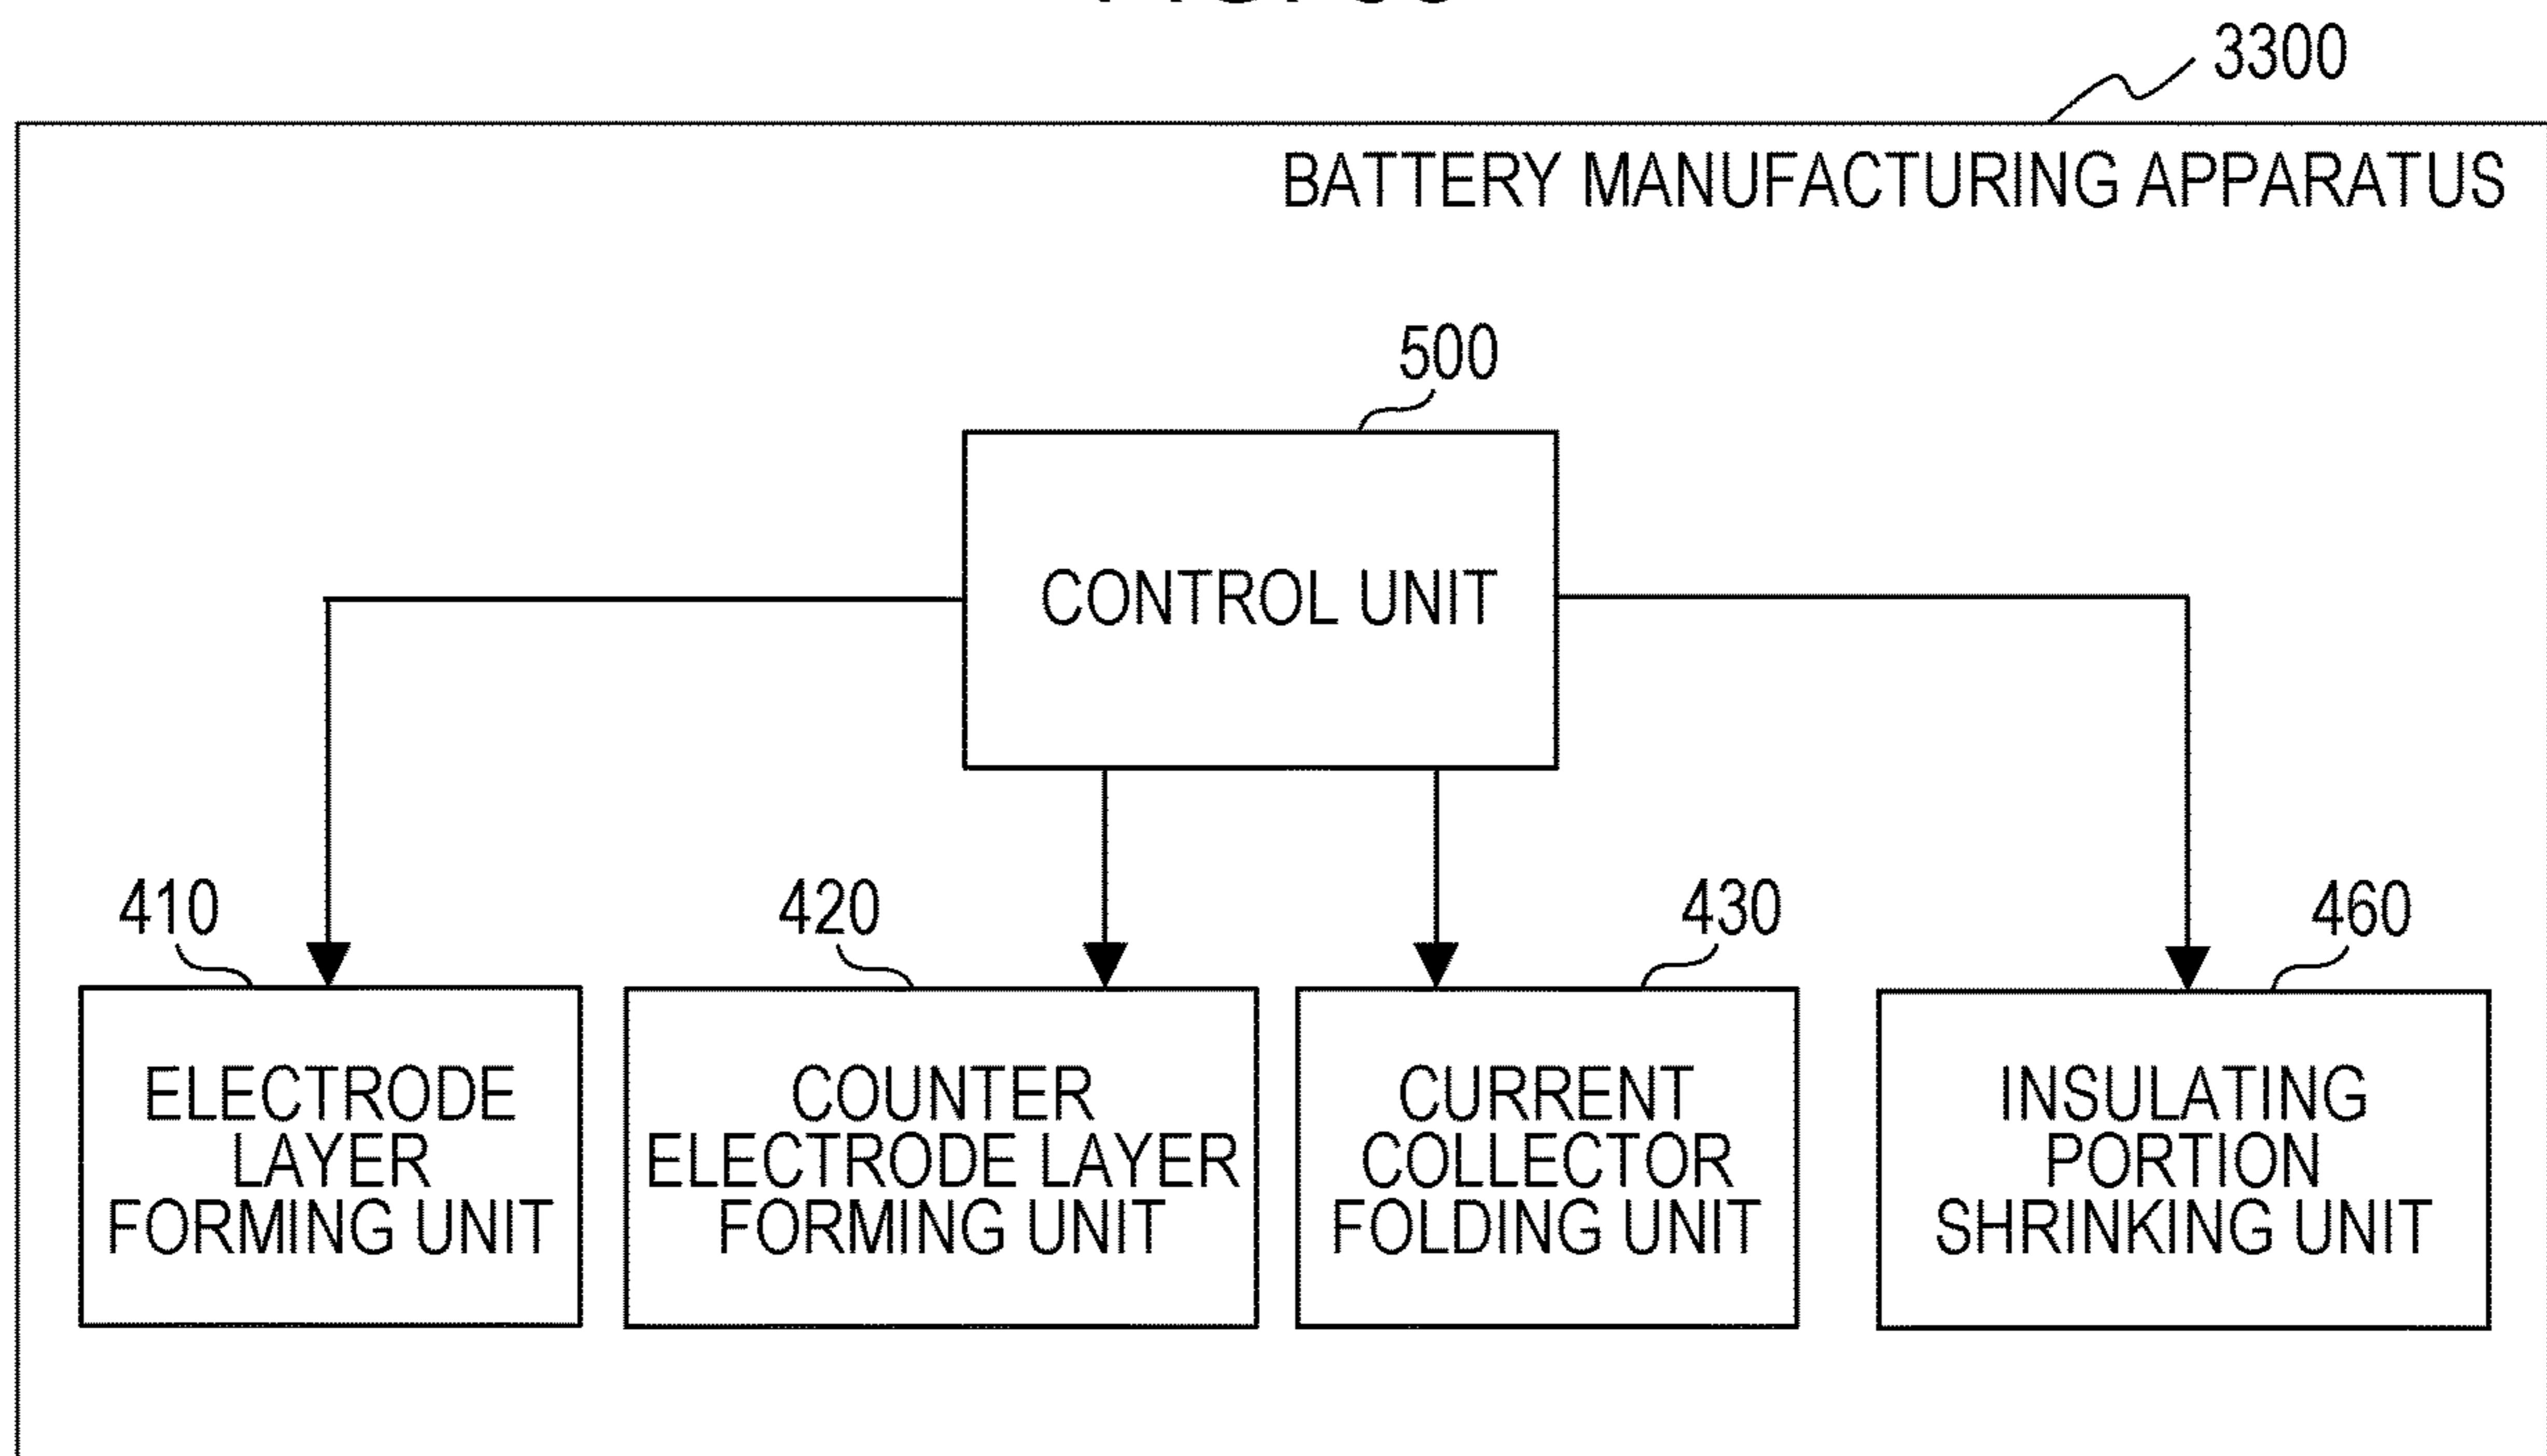 3300
BATTERY MANUFACTURING APPARATUS
500
CONTROL UNIT
410
420
430
460
ELECTRODE
LAYER
FORMING UNIT
COUNTER
ELECTRODE LAYER
FORMING UNIT
CURRENT
COLLECTOR
FOLDING UNIT
INSULATING
PORTION
SHRINKING UNIT